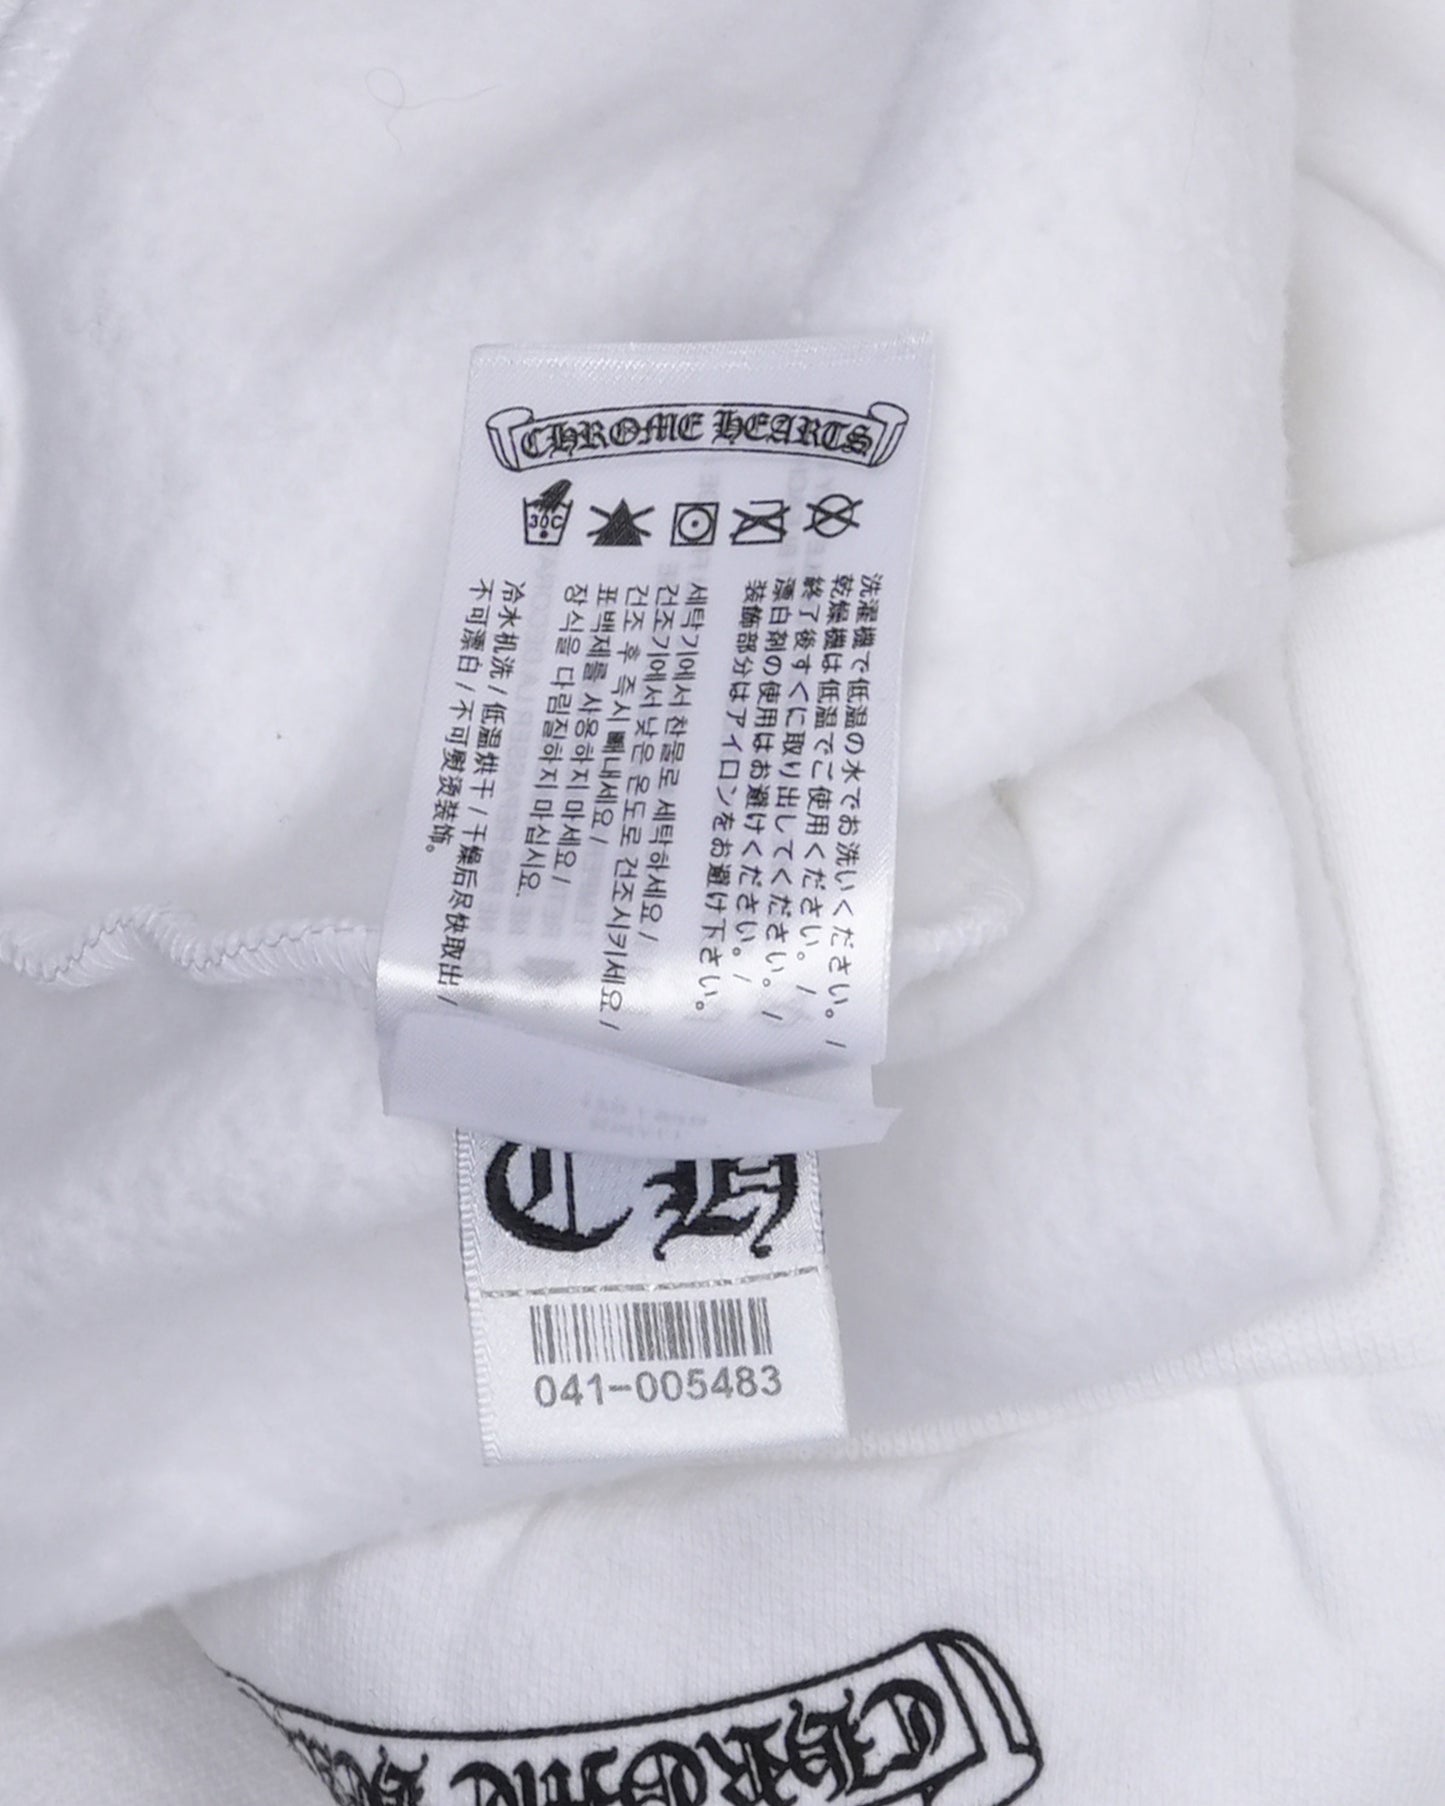 CHROME HEARTS
30C
洗濯機で低温の水でお洗いください。/
乾燥機は低温でご使用ください。/
終了後すぐに取り出してください。/
漂白剤の使用はお避けください。/
装飾部分はアイロンをお避け下さい。
세탁기에서 찬물로 세탁하세요/
건조기에서 낮은 온도로 건조시키세요/
건조 후 즉시 빼내세요/
표백제를 사용하지 마세요/
장식을 다림질하지 마십시요.
冷水机洗/低温烘干/干燥后尽快取出/
不可漂白/不可熨烫装饰。
CH
041-005483
CHROME